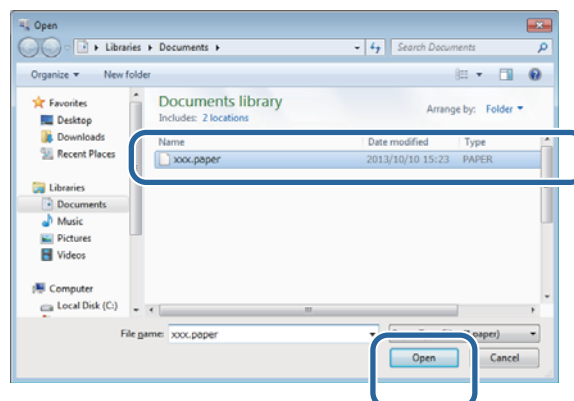 Open
Libraries Documents
Search Documents
Organize New folder
Favorites
Desktop
Downloads
Recent Places
Libraries
Documents
Music
Pictures
Videos
Computer
Local Disk (C:)
Documents library
Includes: 2 locations
Arrange by: Folder
Name Date modified Type
xxx.paper 2013/10/10 15:23 PAPER
File name: xxx.paper
Open Cancel